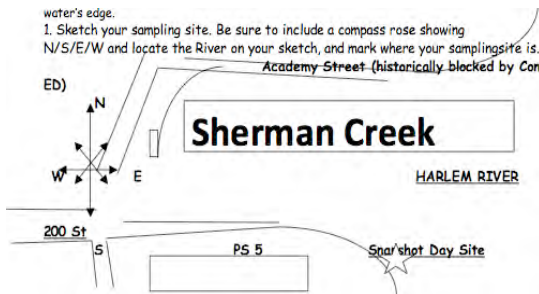 water's edge.
1. Sketch your sampling site. Be sure to include a compass rose showing
N/S/E/W and locate the River on your sketch, and mark where your samplingsite is.
Academy Street (historically blocked by Con
ED)
N
Sherman Creek
W E
HARLEM RIVER
200 St
S
PS 5
Snapshot Day Site